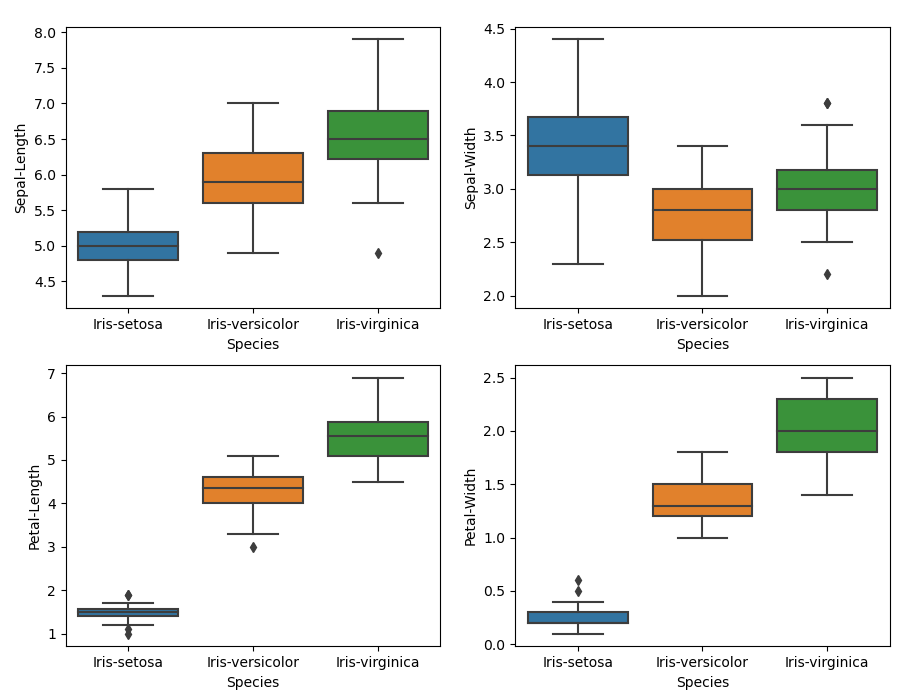 8.0
7.5
7.0
6.5
6.0
5.5
5.0
4.5
Sepal-Length
Iris-setosa Iris-versicolor Iris-virginica
Species
4.5
4.0
3.5
3.0
2.5
2.0
Sepal-Width
Iris-setosa Iris-versicolor Iris-virginica
Species
7
6
5
4
3
2
1
Petal-Length
Iris-setosa Iris-versicolor Iris-virginica
Species
2.5
2.0
1.5
1.0
0.5
0.0
Petal-Width
Iris-setosa Iris-versicolor Iris-virginica
Species